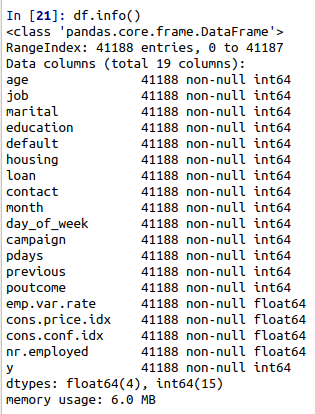 In [21]: df.info()
<class 'pandas.core.frame.DataFrame'>
RangeIndex: 41188 entries, 0 to 41187
Data columns (total 19 columns):
age               41188 non-null int64
job               41188 non-null int64
marital           41188 non-null int64
education         41188 non-null int64
default           41188 non-null int64
housing           41188 non-null int64
loan              41188 non-null int64
contact           41188 non-null int64
month             41188 non-null int64
day_of_week       41188 non-null int64
campaign          41188 non-null int64
pdays             41188 non-null int64
previous          41188 non-null int64
poutcome          41188 non-null int64
emp.var.rate      41188 non-null float64
cons.price.idx    41188 non-null float64
cons.conf.idx     41188 non-null float64
nr.employed       41188 non-null float64
y                 41188 non-null int64
dtypes: float64(4), int64(15)
memory usage: 6.0 MB